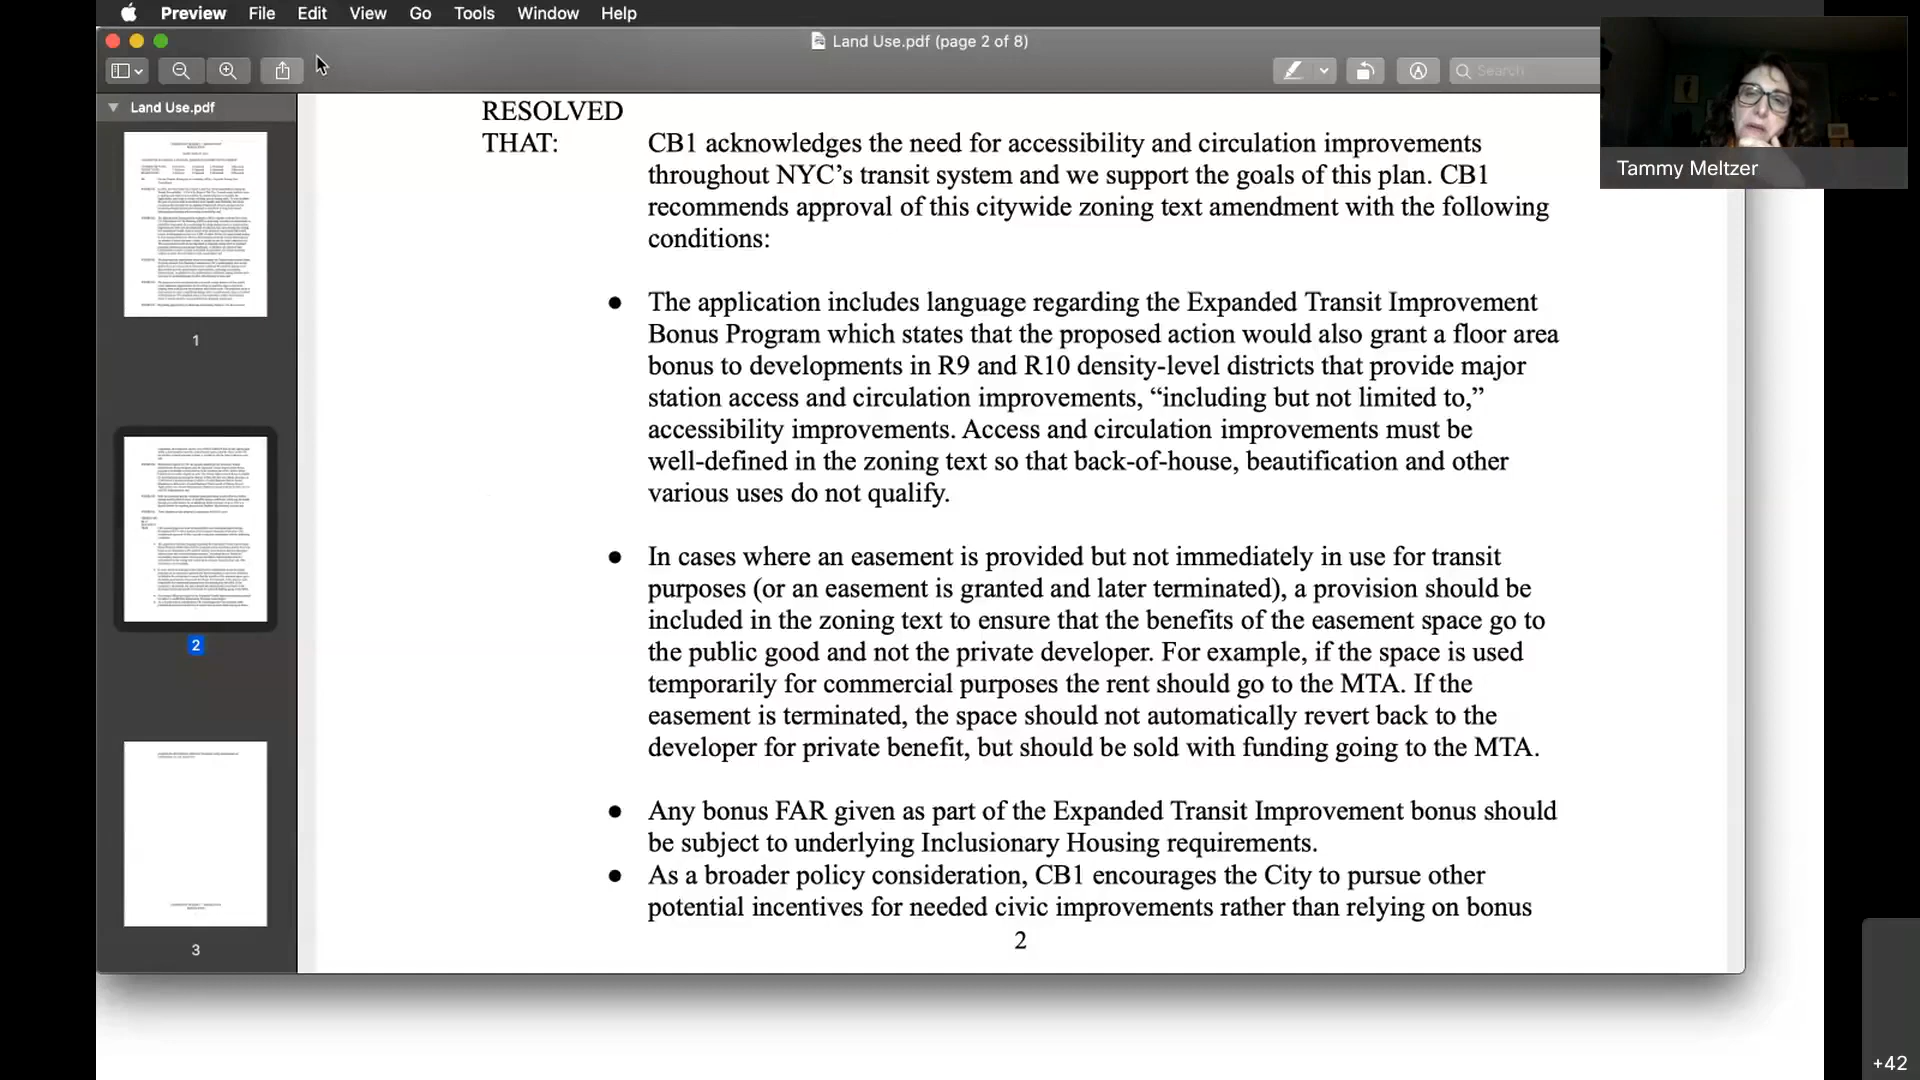 Preview File Edit View Go Tools Window Help
Land Use.pdf (page 2 of 8)
Search
Tammy Meltzer
Land Use.pdf
1
2
3
RESOLVED
THAT: CB1 acknowledges the need for accessibility and circulation improvements
throughout NYC’s transit system and we support the goals of this plan. CB1
recommends approval of this citywide zoning text amendment with the following
conditions:
● The application includes language regarding the Expanded Transit Improvement
Bonus Program which states that the proposed action would also grant a floor area
bonus to developments in R9 and R10 density-level districts that provide major
station access and circulation improvements, “including but not limited to,”
accessibility improvements. Access and circulation improvements must be
well-defined in the zoning text so that back-of-house, beautification and other
various uses do not qualify.
● In cases where an easement is provided but not immediately in use for transit
purposes (or an easement is granted and later terminated), a provision should be
included in the zoning text to ensure that the benefits of the easement space go to
the public good and not the private developer. For example, if the space is used
temporarily for commercial purposes the rent should go to the MTA. If the
easement is terminated, the space should not automatically revert back to the
developer for private benefit, but should be sold with funding going to the MTA.
● Any bonus FAR given as part of the Expanded Transit Improvement bonus should
be subject to underlying Inclusionary Housing requirements.
● As a broader policy consideration, CB1 encourages the City to pursue other
potential incentives for needed civic improvements rather than relying on bonus
2
+42